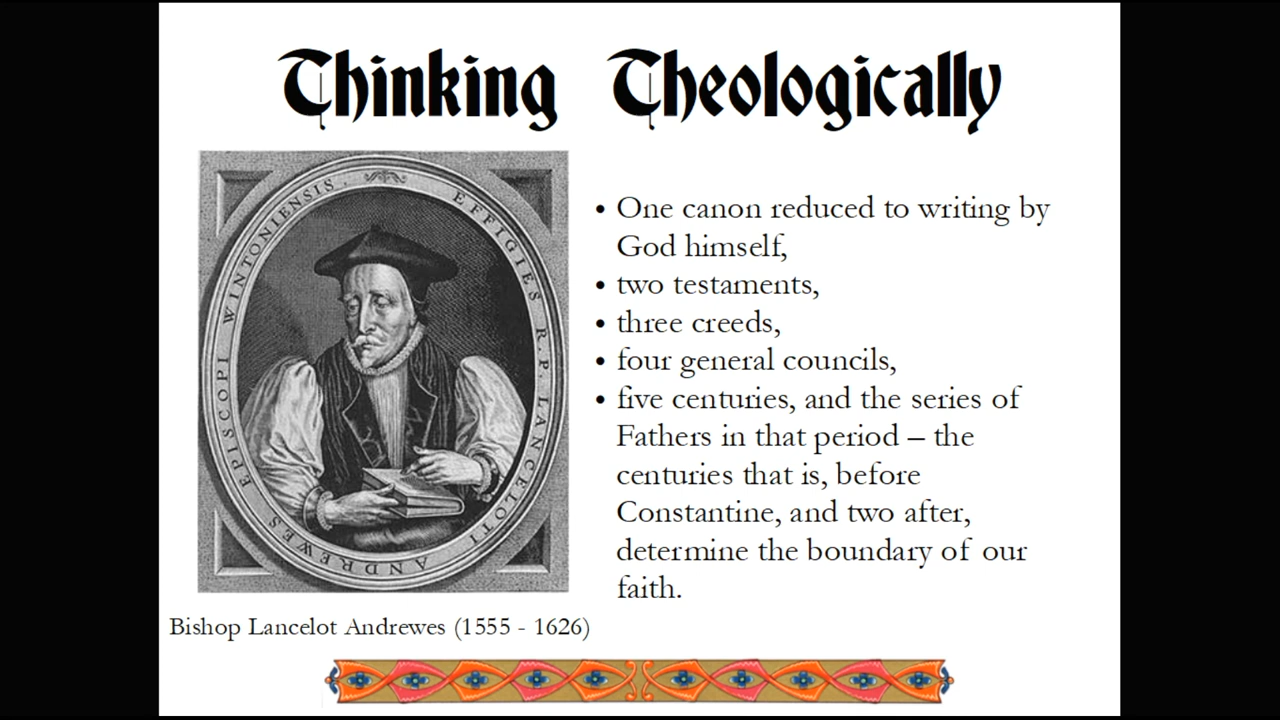 Thinking Theologically
EFFIGIES R. P. LANCELOTI ANDREWES EPISCOPI WINTONIENSIS.
• One canon reduced to writing by
God himself,
• two testaments,
• three creeds,
• four general councils,
• five centuries, and the series of
Fathers in that period – the
centuries that is, before
Constantine, and two after,
determine the boundary of our
faith.
Bishop Lancelot Andrewes (1555 - 1626)